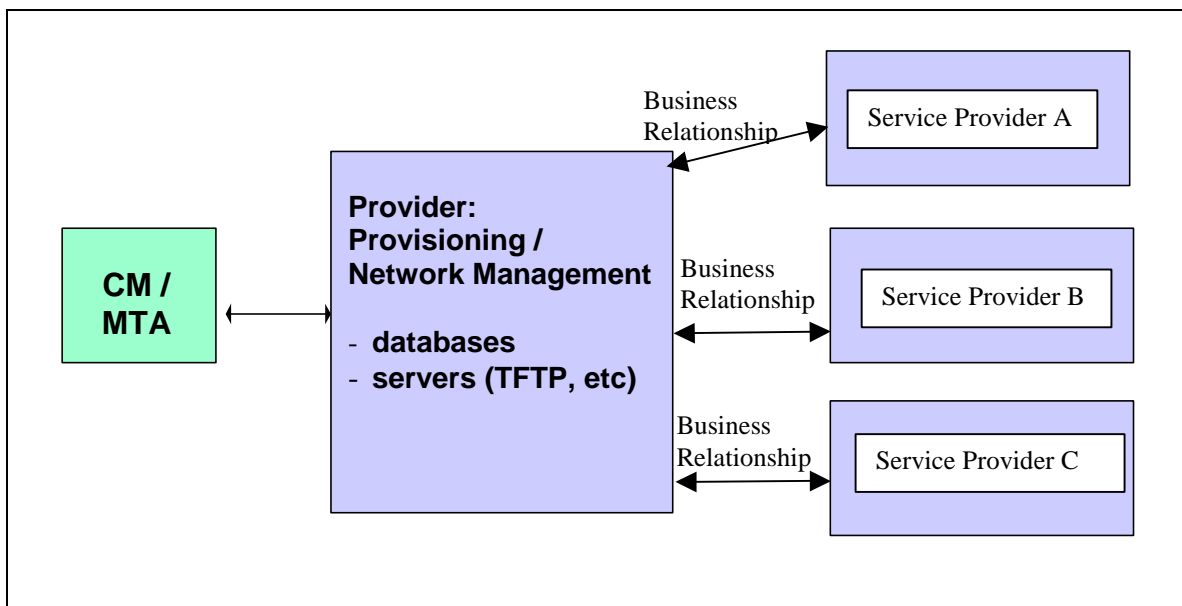 CM /
MTA
Provider:
Provisioning /
Network Management
- databases
- servers (TFTP, etc)
Business
Relationship
Service Provider A
Business
Relationship
Service Provider B
Business
Relationship
Service Provider C